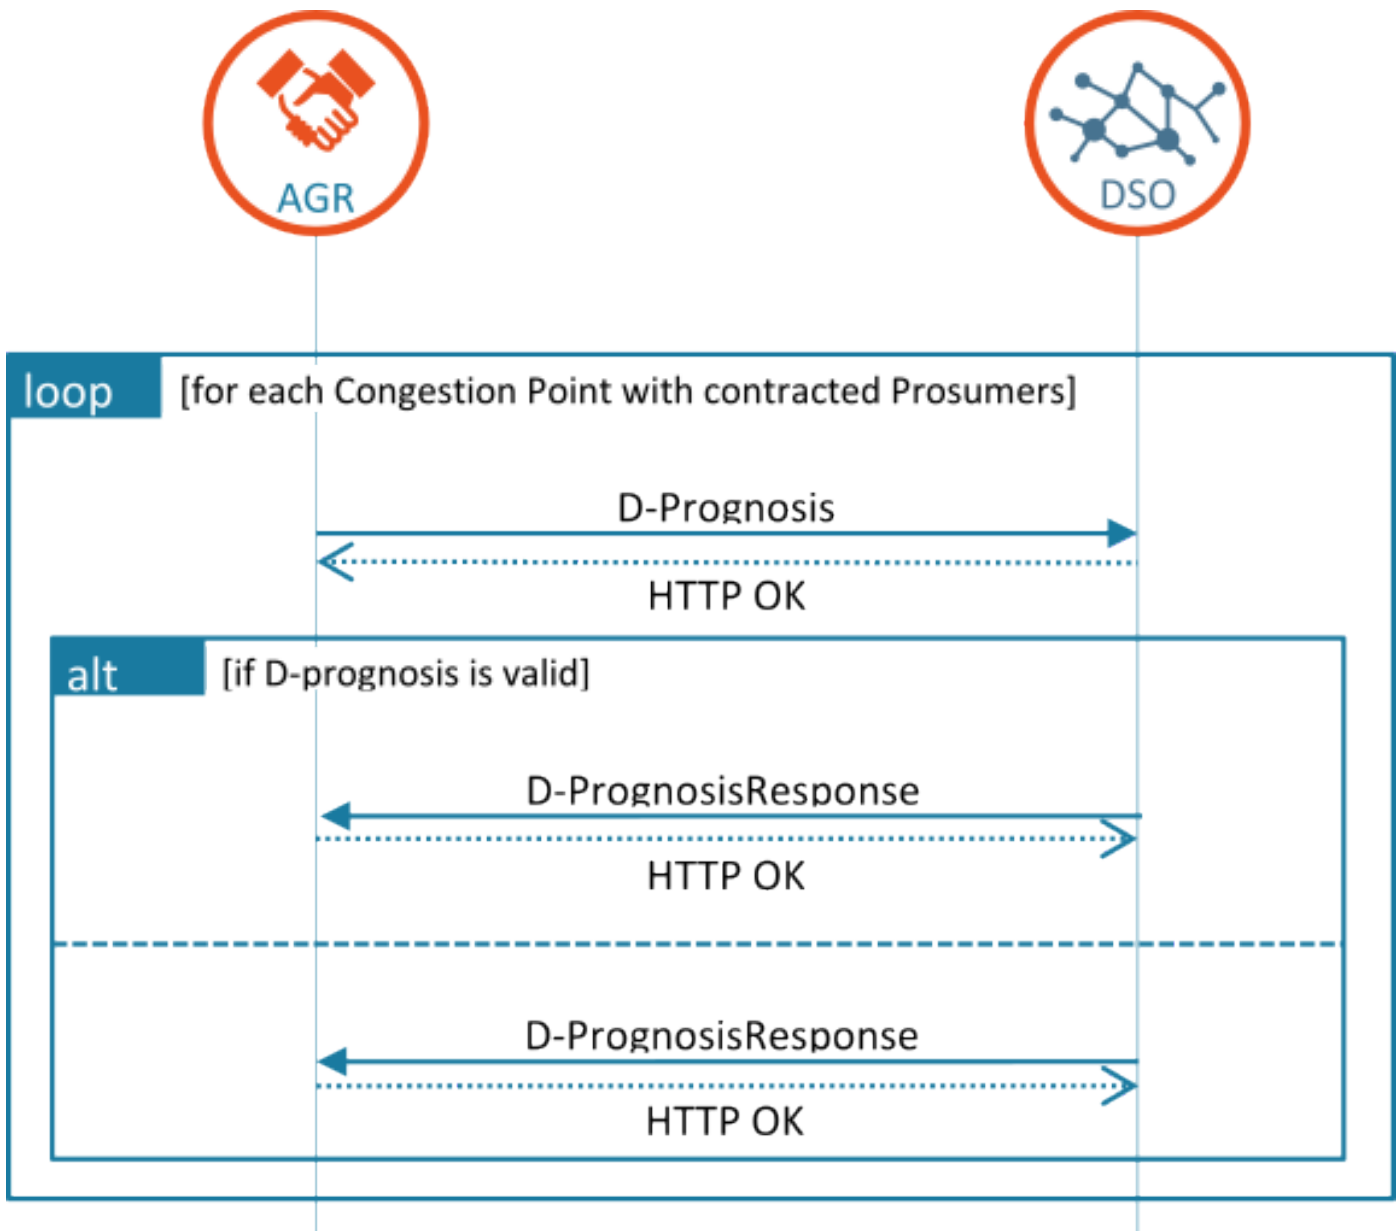 AGR
DSO
loop
[for each Congestion Point with contracted Prosumers]
D-Prognosis
HTTP OK
alt
[if D-prognosis is valid]
D-PrognosisResponse
HTTP OK
D-PrognosisResponse
HTTP OK